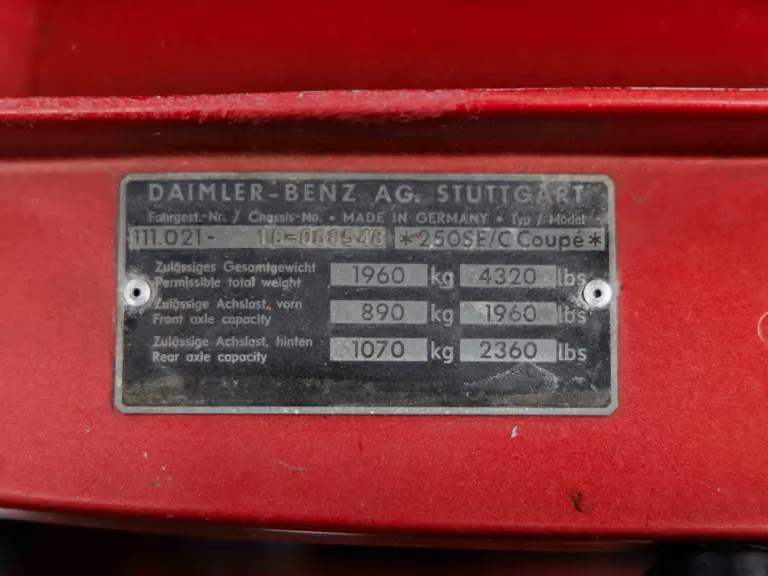 DAIMLER-BENZ AG. STUTTGART
Fahrgest.-Nr. / Chassis-No. • MADE IN GERMANY • Typ / Model
111.021- 10-088548 *250SE/C Coupé*
Zulässiges Gesamtgewicht
Permissible total weight 1960 kg 4320 lbs
Zulässige Achslast, vorn
Front axle capacity 890 kg 1960 lbs
Zulässige Achslast, hinten
Rear axle capacity 1070 kg 2360 lbs